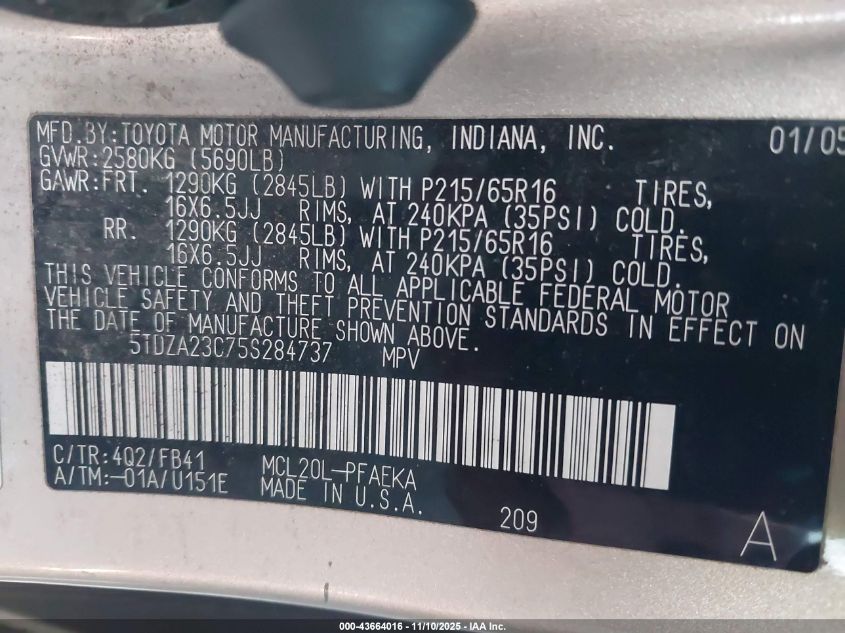 MFD.BY:TOYOTA MOTOR MANUFACTURING, INDIANA, INC. 01/05
GVWR:2580KG (5690LB)
GAWR:FRT. 1290KG (2845LB) WITH P215/65R16 TIRES,
16X6.5JJ RIMS, AT 240KPA (35PSI) COLD.
RR. 1290KG (2845LB) WITH P215/65R16 TIRES,
16X6.5JJ RIMS, AT 240KPA (35PSI) COLD.
THIS VEHICLE CONFORMS TO ALL APPLICABLE FEDERAL MOTOR
VEHICLE SAFETY AND THEFT PREVENTION STANDARDS IN EFFECT ON
THE DATE OF MANUFACTURE SHOWN ABOVE.
5TDZA23C75S284737 MPV
C/TR:4Q2/FB41 MCL20L-PFAEKA
A/TM:-01A/U151E MADE IN U.S.A.
209 A
000-43664016 - 11/10/2025 - IAA Inc.